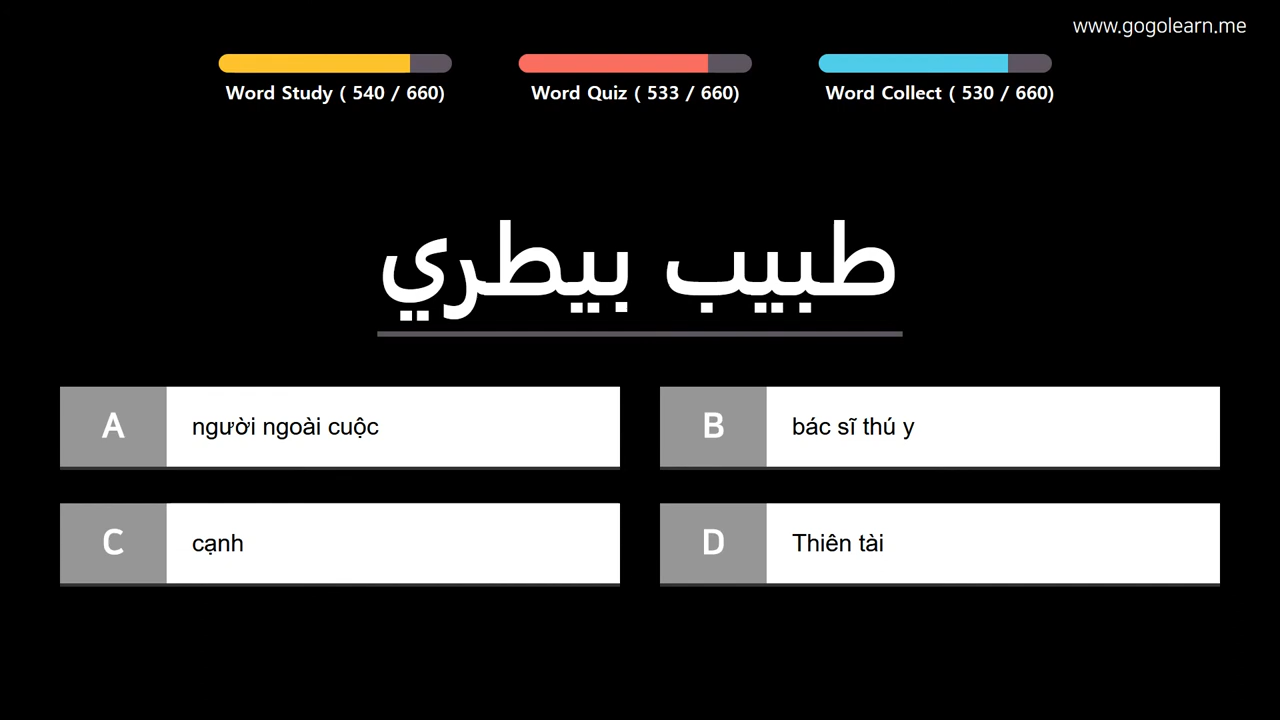 www.gogolearn.me
Word Study ( 540 / 660)
Word Quiz ( 533 / 660)
Word Collect ( 530 / 660)
طبيب بيطري
A
người ngoài cuộc
B
bác sĩ thú y
C
cạnh
D
Thiên tài